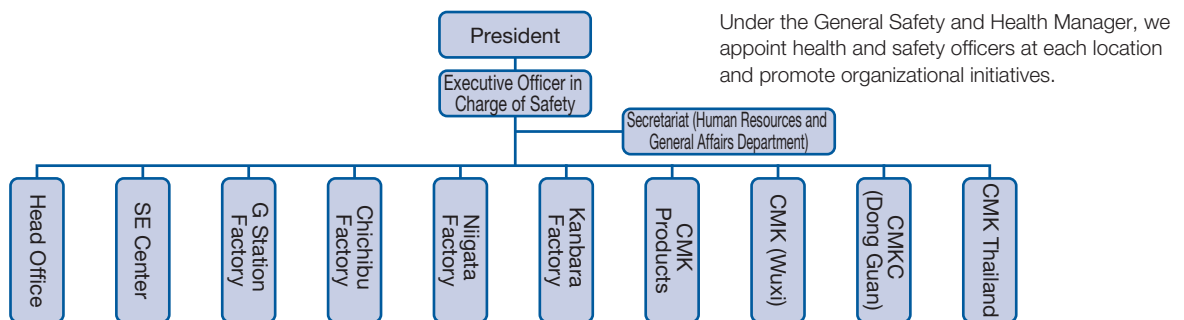 President
Under the General Safety and Health Manager, we
appoint health and safety officers at each location
and promote organizational initiatives.
Executive Officer in
Charge of Safety
Secretariat (Human Resources and
General Affairs Department)
Head Office
SE Center
G Station
Factory
Chichibu
Factory
Niigata
Factory
Kanbara
Factory
CMK
Products
CMK (Wuxi)
CMKC
(Dong Guan)
CMK Thailand